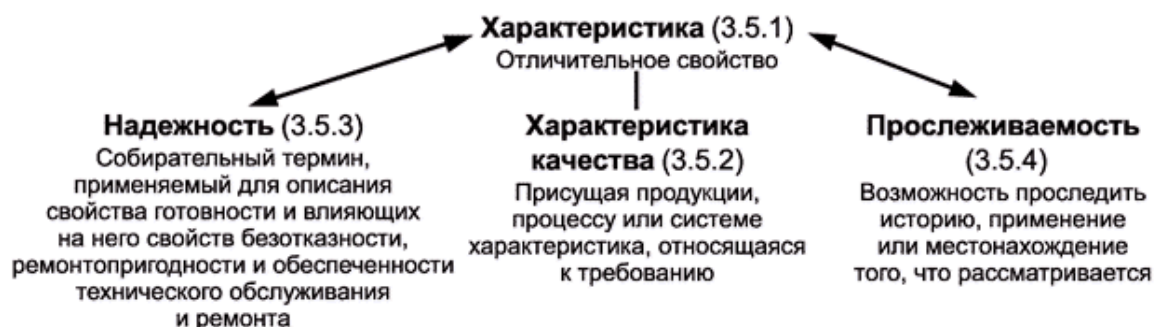 Характеристика (3.5.1)
Отличительное свойство
Надежность (3.5.3)
Собирательный термин,
применяемый для описания
свойства готовности и влияющих
на него свойств безотказности,
ремонтопригодности и обеспеченности
технического обслуживания
и ремонта
Характеристика
качества (3.5.2)
Присущая продукции,
процессу или системе
характеристика, относящаяся
к требованию
Прослеживаемость
(3.5.4)
Возможность проследить
историю, применение
или местонахождение
того, что рассматривается